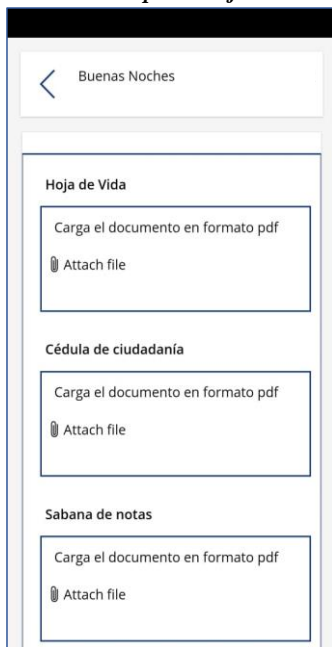 Buenas Noches
Hoja de Vida
Carga el documento en formato pdf
Attach file
Cédula de ciudadanía
Carga el documento en formato pdf
Attach file
Sabana de notas
Carga el documento en formato pdf
Attach file